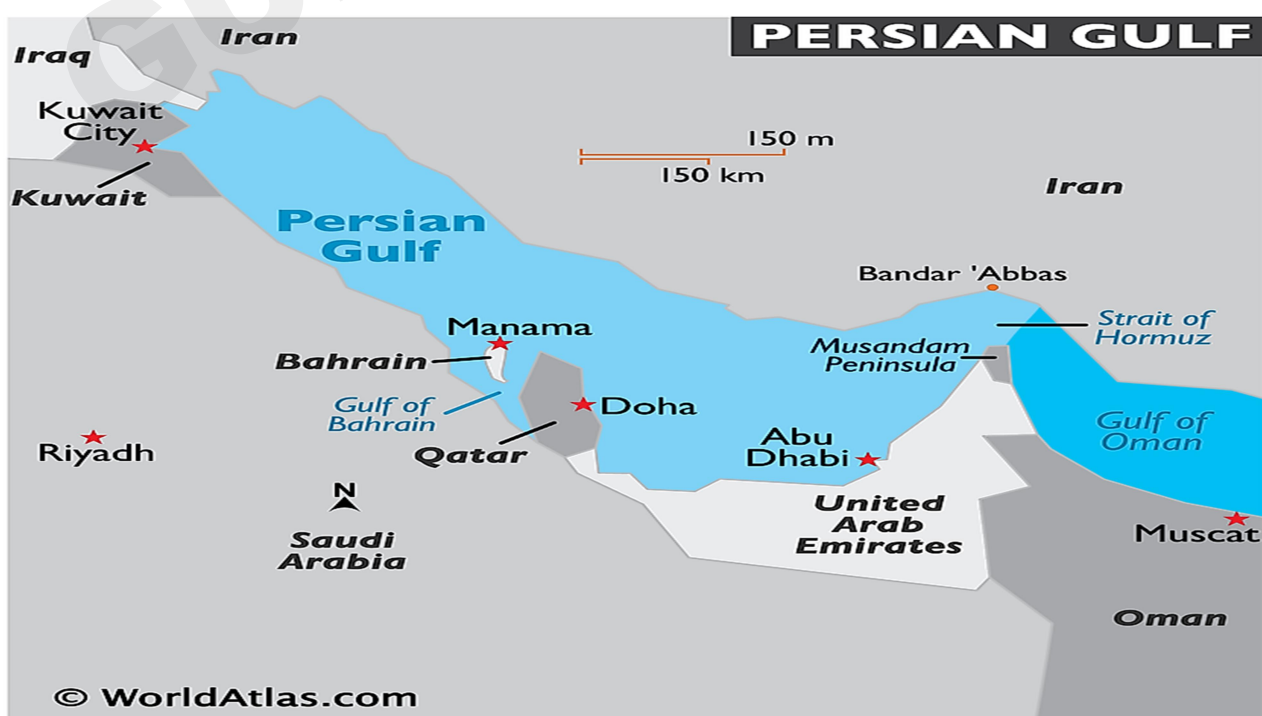 PERSIAN GULF
Iran
Iraq
Kuwait
City
Kuwait
150 m
150 km
Iran
Persian
Gulf
Bandar 'Abbas
Strait of
Hormuz
Manama
Musandam
Peninsula
Bahrain
Gulf of
Bahrain
Doha
Gulf of
Oman
Qatar
Abu
Dhabi
Riyadh
N
United
Arab
Emirates
Saudi
Arabia
Muscat
Oman
© WorldAtlas.com